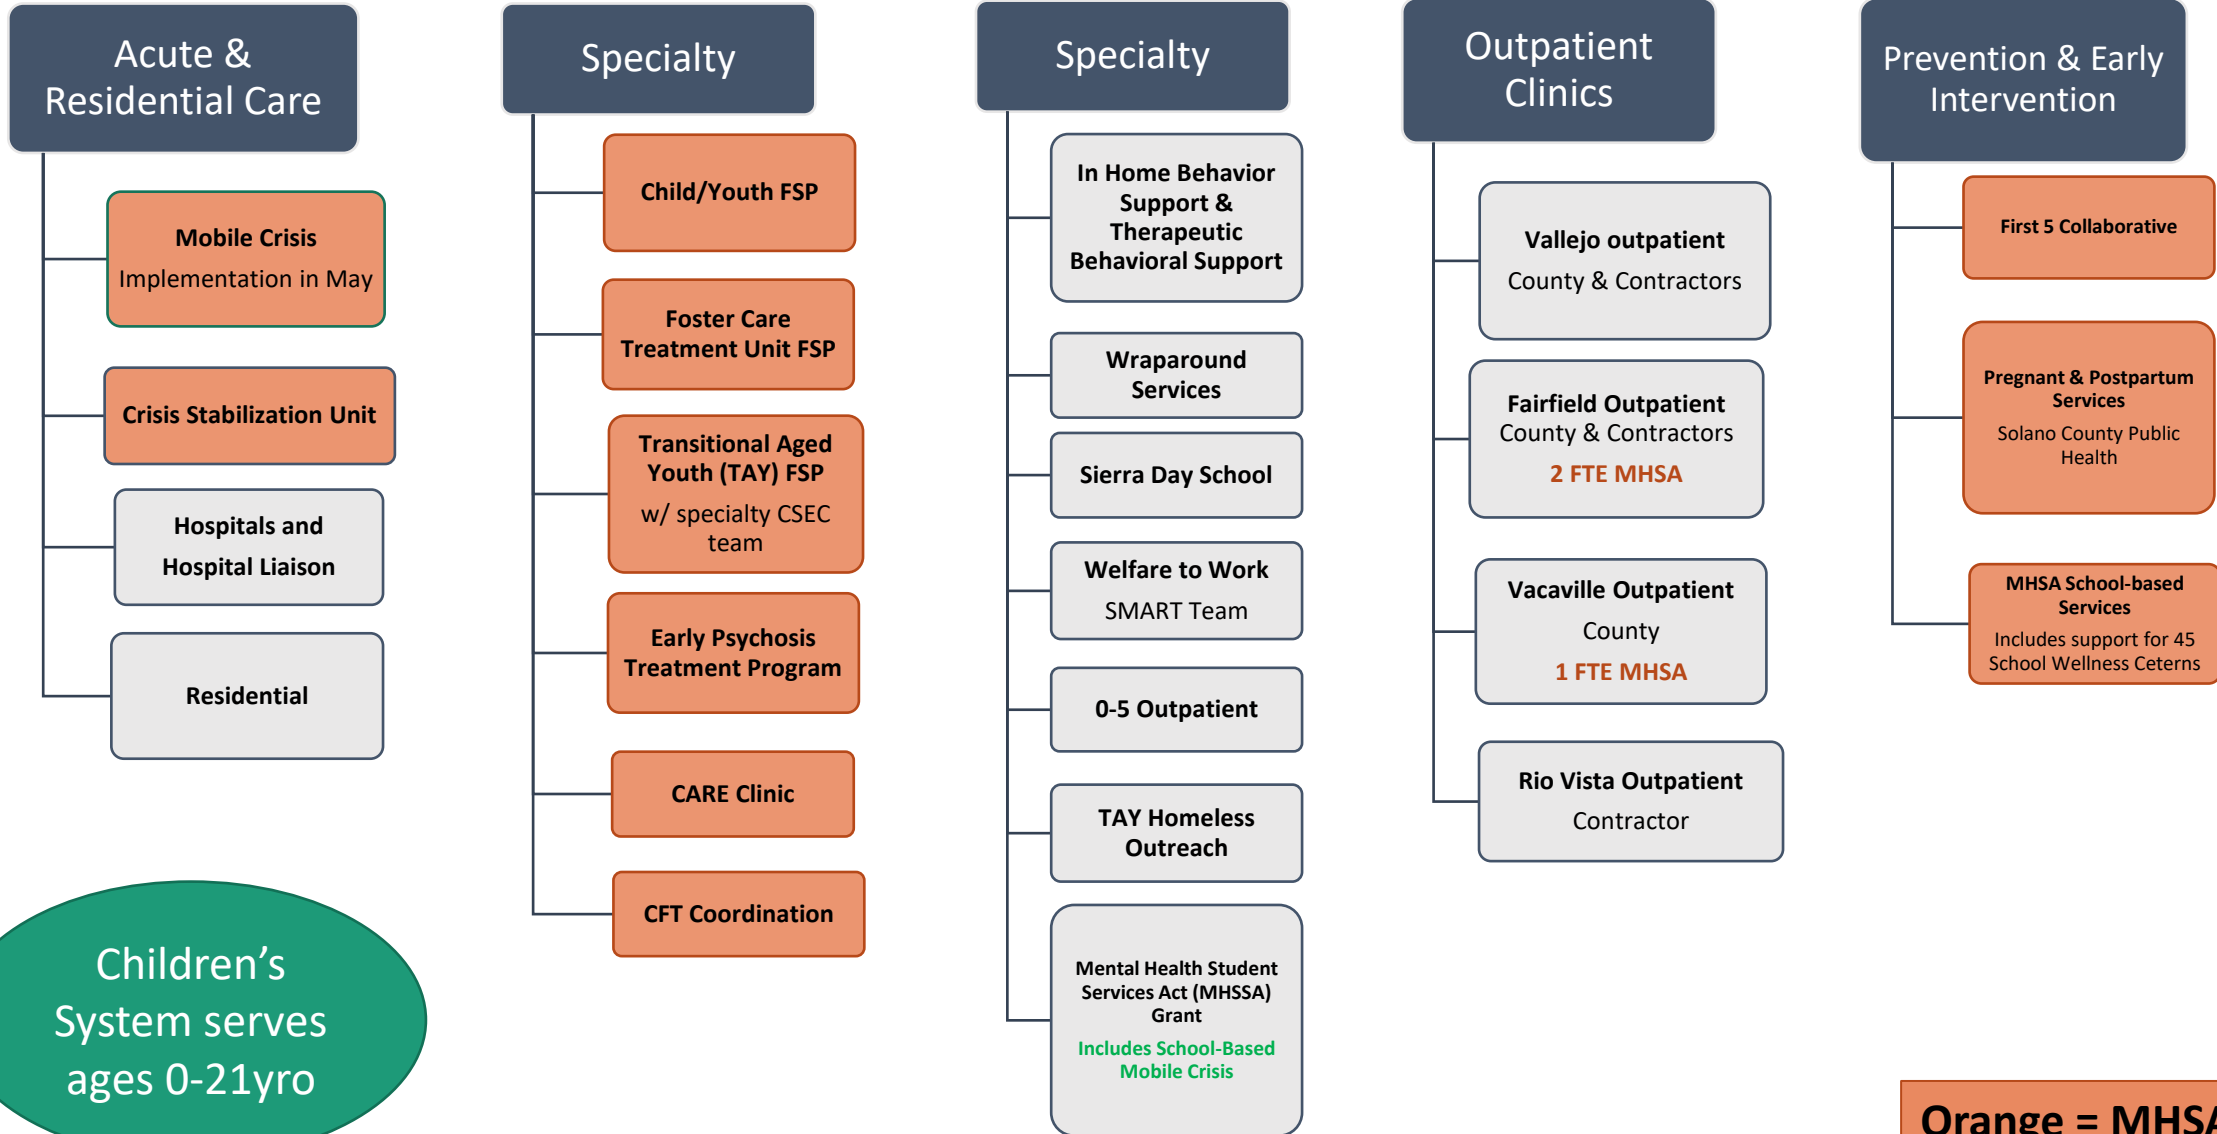 Acute &
Residential Care
Mobile Crisis
Implementation in May
Crisis Stabilization Unit
Hospitals and
Hospital Liaison
Residential
Children's
System serves
ages 0-21yro
Specialty
Child/Youth FSP
Foster Care
Treatment Unit FSP
Transitional Aged
Youth (TAY) FSP
w/ specialty CSEC
team
Early Psychosis
Treatment Program
CARE Clinic
CFT Coordination
Specialty
In Home Behavior
Support &
Therapeutic
Behavioral Support
Wraparound
Services
Sierra Day School
Welfare to Work
SMART Team
0-5 Outpatient
TAY Homeless
Outreach
Mental Health Student
Services Act (MHSSA)
Grant
Includes School-Based
Mobile Crisis
Outpatient
Clinics
Vallejo outpatient
County & Contractors
Fairfield Outpatient
County & Contractors
2 FTE MHSA
Vacaville Outpatient
County
1 FTE MHSA
Rio Vista Outpatient
Contractor
Prevention & Early
Intervention
First 5 Collaborative
Pregnant & Postpartum
Services
Solano County Public
Health
MHSA School-based
Services
Includes support for 45
School Wellness Ceterns
Orange = MHSA